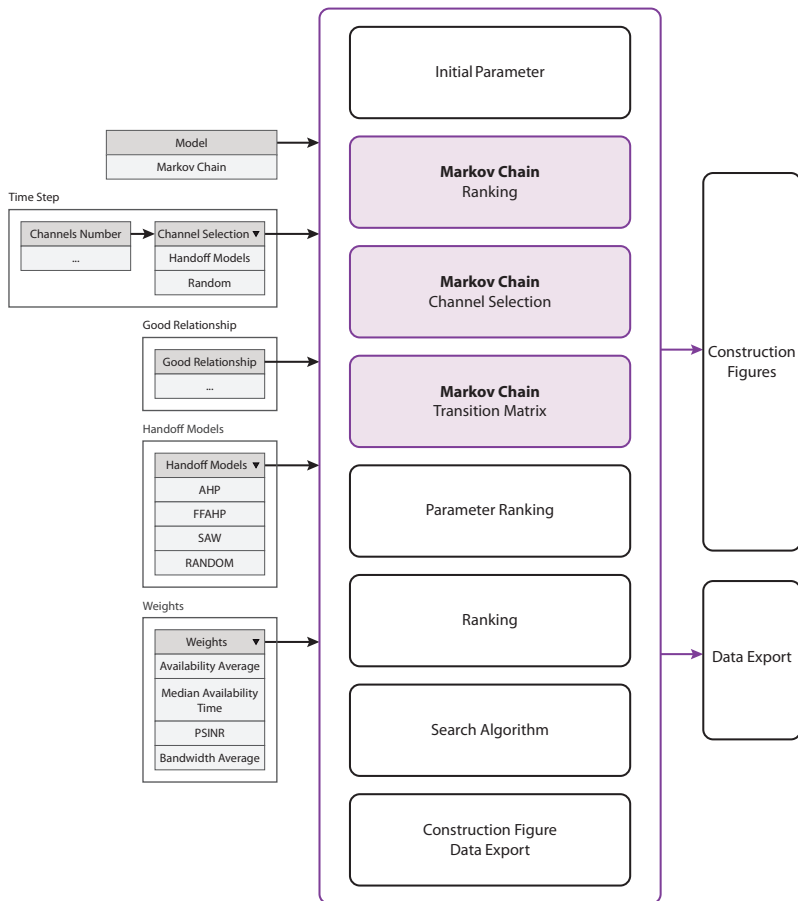 Model
Markov Chain
Time Step
Channels Number
...
Channel Selection
Handoff Models
Random
Good Relationship
Good Relationship
...
Handoff Models
Handoff Models
AHP
FFAHP
SAW
RANDOM
Weights
Weights
Availability Average
Median Availability
Time
PSINR
Bandwidth Average
Initial Parameter
Markov Chain
Ranking
Markov Chain
Channel Selection
Markov Chain
Transition Matrix
Parameter Ranking
Ranking
Search Algorithm
Construction Figure
Data Export
Construction
Figures
Data Export